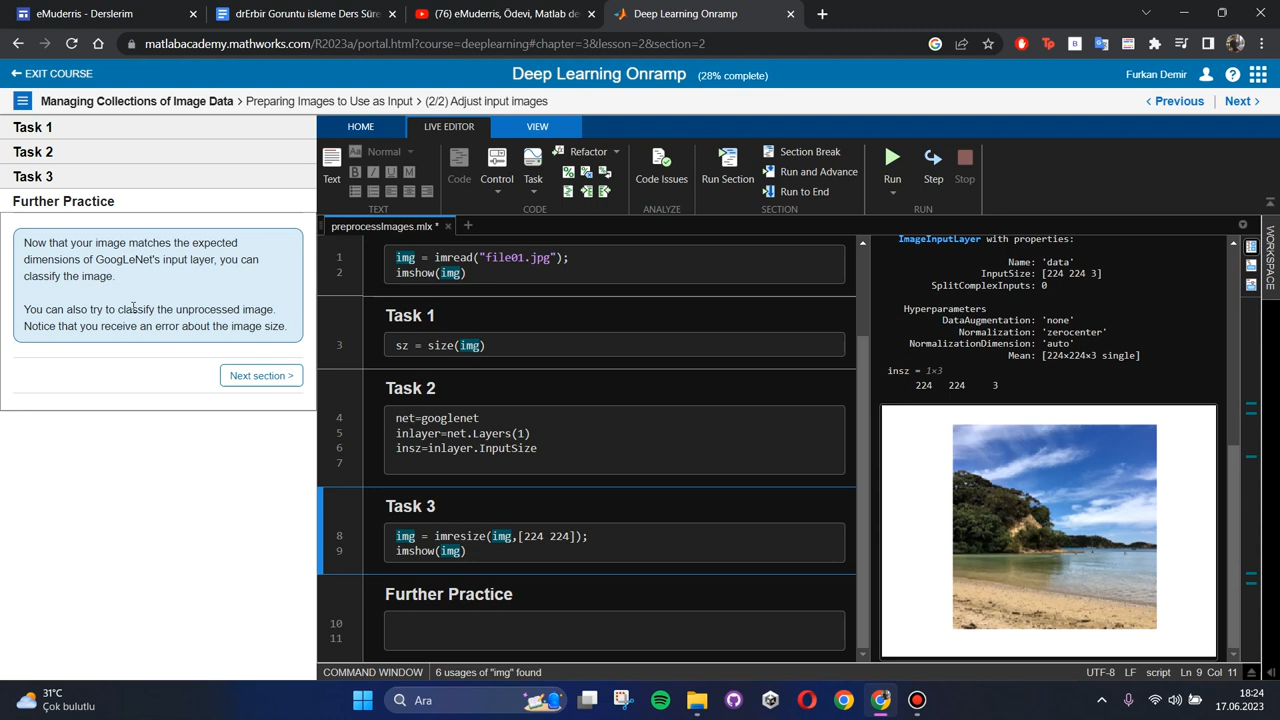 eMuderris - Derslerim
drErbir Goruntu isleme Ders Süre
(76) eMuderris, Ödevi, Matlab de
Deep Learning Onramp
matlabacademy.mathworks.com/R2023a/portal.html?course=deeplearning#chapter=3&lesson=2&section=2
EXIT COURSE
Deep Learning Onramp (28% complete)
Furkan Demir
Managing Collections of Image Data > Preparing Images to Use as Input > (2/2) Adjust input images
< Previous
Next >
Task 1
Task 2
Task 3
Further Practice
Now that your image matches the expected
dimensions of GoogLeNet's input layer, you can
classify the image.
You can also try to classify the unprocessed image.
Notice that you receive an error about the image size.
Next section >
HOME
LIVE EDITOR
VIEW
Text
Aa Normal
B I U M
TEXT
Code
Control
Task
Refactor
CODE
Code Issues
ANALYZE
Run Section
Section Break
Run and Advance
Run to End
SECTION
Run
Step
Stop
RUN
preprocessImages.mlx *
1 img = imread("file01.jpg");
2 imshow(img)
Task 1
3 sz = size(img)
Task 2
4 net=googlenet
5 inlayer=net.Layers(1)
6 insz=inlayer.InputSize
7
Task 3
8 img = imresize(img,[224 224]);
9 imshow(img)
Further Practice
10
11
ImageInputLayer with properties:
Name: 'data'
InputSize: [224 224 3]
SplitComplexInputs: 0
Hyperparameters
DataAugmentation: 'none'
Normalization: 'zerocenter'
NormalizationDimension: 'auto'
Mean: [224×224×3 single]
insz = 1×3
224 224 3
WORKSPACE
COMMAND WINDOW
6 usages of "img" found
UTF-8
LF
script
Ln 9 Col 11
31°C
Çok bulutlu
Ara
18:24
17.06.2023